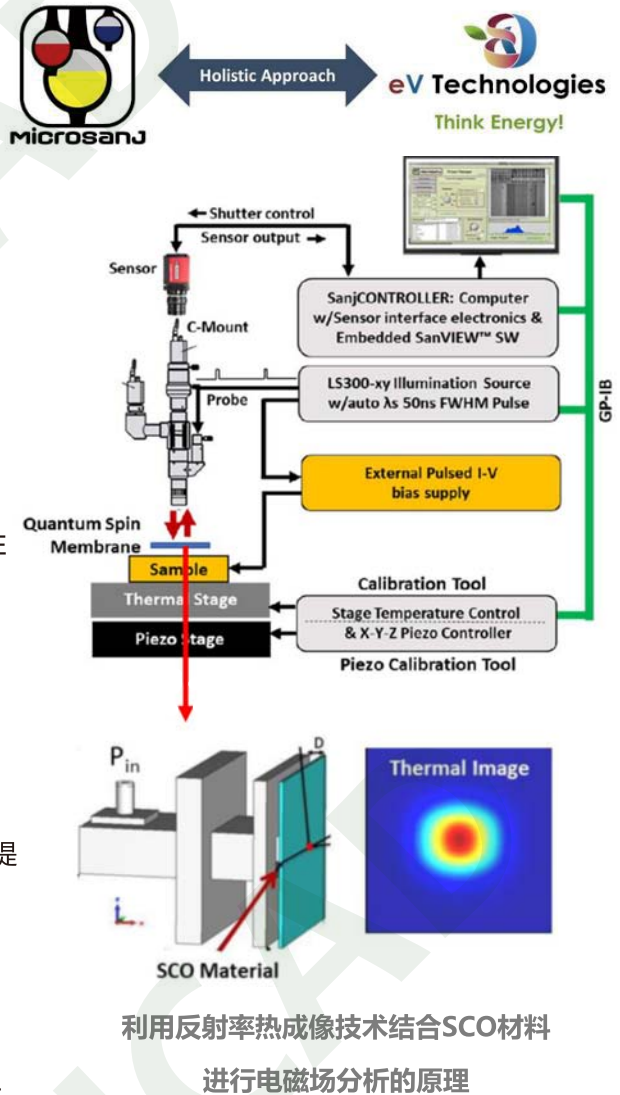 Holistic Approach
MICROSANJ
eV Technologies
Think Energy!
Shutter control
Sensor output
Sensor
C-Mount
SanjCONTROLLER: Computer
w/Sensor interface electronics &
Embedded SanVIEW™ SW
LS300-xy Illumination Source
w/auto λs 50ns FWHM Pulse
Probe
GP-IB
External Pulsed I-V
bias supply
Quantum Spin
Membrane
Sample
Thermal Stage
Piezo Stage
Calibration Tool
Stage Temperature Control
& X-Y-Z Piezo Controller
Piezo Calibration Tool
Pin
D
Thermal Image
提
SCO Material
利用反射率热成像技术结合SCO材料
进行电磁场分析的原理